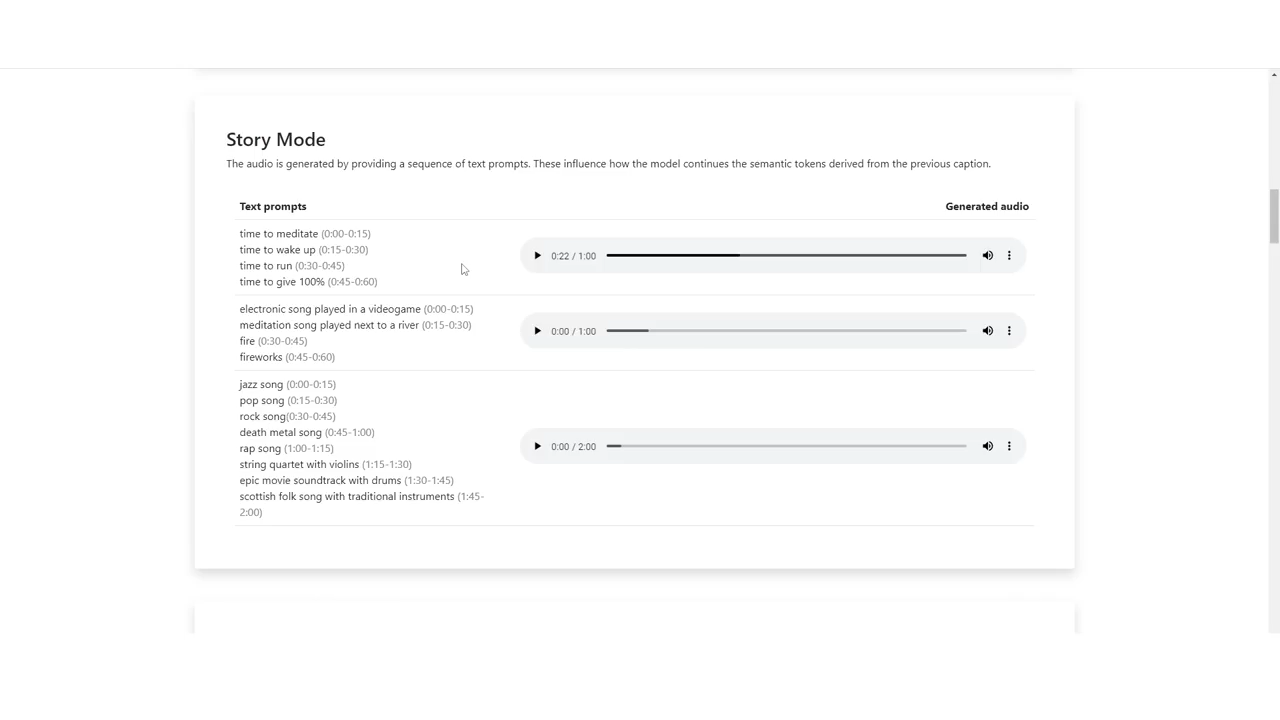 Story Mode
The audio is generated by providing a sequence of text prompts. These influence how the model continues the semantic tokens derived from the previous caption.
Text prompts
Generated audio
time to meditate (0:00-0:15)
time to wake up (0:15-0:30)
time to run (0:30-0:45)
time to give 100% (0:45-0:60)
0:22 / 1:00
electronic song played in a videogame (0:00-0:15)
meditation song played next to a river (0:15-0:30)
fire (0:30-0:45)
fireworks (0:45-0:60)
0:00 / 1:00
jazz song (0:00-0:15)
pop song (0:15-0:30)
rock song(0:30-0:45)
death metal song (0:45-1:00)
rap song (1:00-1:15)
string quartet with violins (1:15-1:30)
epic movie soundtrack with drums (1:30-1:45)
scottish folk song with traditional instruments (1:45-
2:00)
0:00 / 2:00